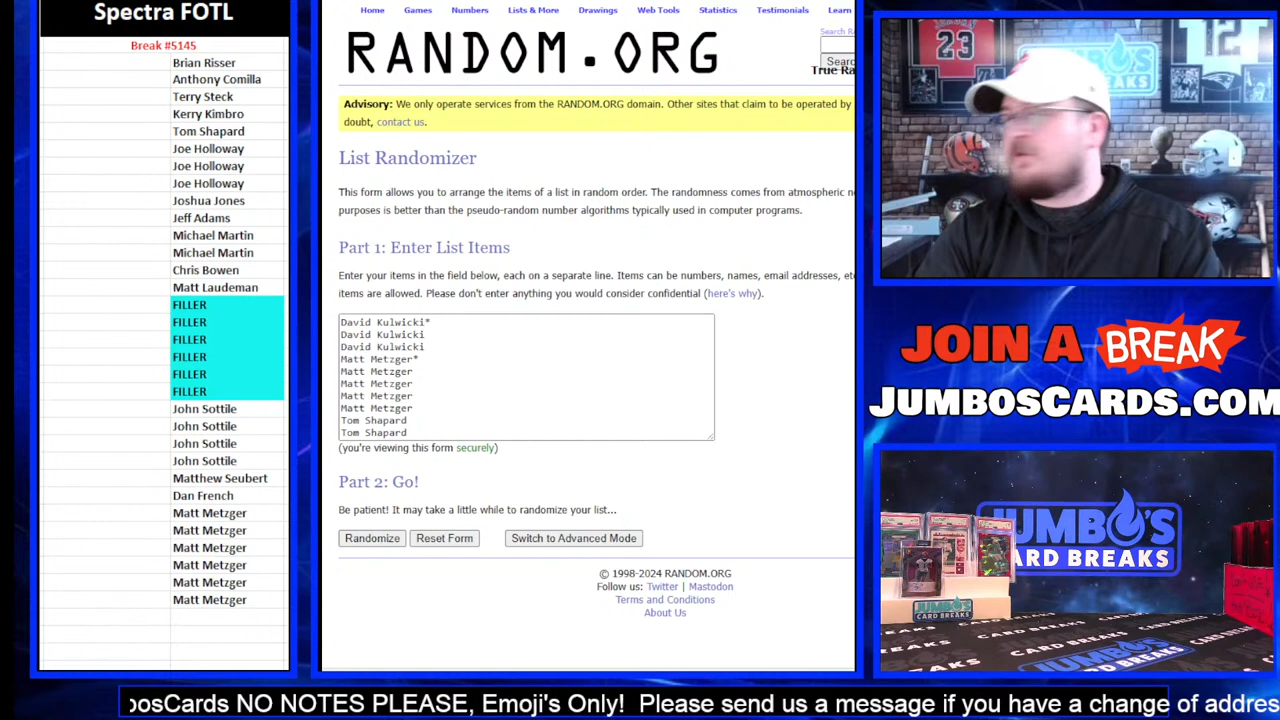 Spectra FOTL
Break #5145
Brian Risser
Anthony Comilla
Terry Steck
Kerry Kimbro
Tom Shapard
Joe Holloway
Joe Holloway
Joe Holloway
Joshua Jones
Jeff Adams
Michael Martin
Michael Martin
Chris Bowen
Matt Laudeman
FILLER
FILLER
FILLER
FILLER
FILLER
FILLER
John Sottile
John Sottile
John Sottile
John Sottile
Matthew Seubert
Dan French
Matt Metzger
Matt Metzger
Matt Metzger
Matt Metzger
Matt Metzger
Matt Metzger
Home Games Numbers Lists & More Drawings Web Tools Statistics Testimonials Learn
Search R
RANDOM.ORG
Searc
True Ra
Advisory: We only operate services from the RANDOM.ORG domain. Other sites that claim to be operated by
doubt, contact us.
List Randomizer
This form allows you to arrange the items of a list in random order. The randomness comes from atmospheric n
purposes is better than the pseudo-random number algorithms typically used in computer programs.
Part 1: Enter List Items
Enter your items in the field below, each on a separate line. Items can be numbers, names, email addresses, et
items are allowed. Please don't enter anything you would consider confidential (here's why).
David Kulwicki*
David Kulwicki
David Kulwicki
Matt Metzger*
Matt Metzger
Matt Metzger
Matt Metzger
Matt Metzger
Tom Shapard
Tom Shapard
(you're viewing this form securely)
Part 2: Go!
Be patient! It may take a little while to randomize your list...
Randomize Reset Form Switch to Advanced Mode
© 1998-2024 RANDOM.ORG
Follow us: Twitter | Mastodon
Terms and Conditions
About Us
23
12
JOIN A BREAK
JUMBOSCARDS.COM
JUMBO'S
CARD BREAKS
JUMBO'S
CARD BREAKS
bosCards NO NOTES PLEASE, Emoji's Only! Please send us a message if you have a change of addres